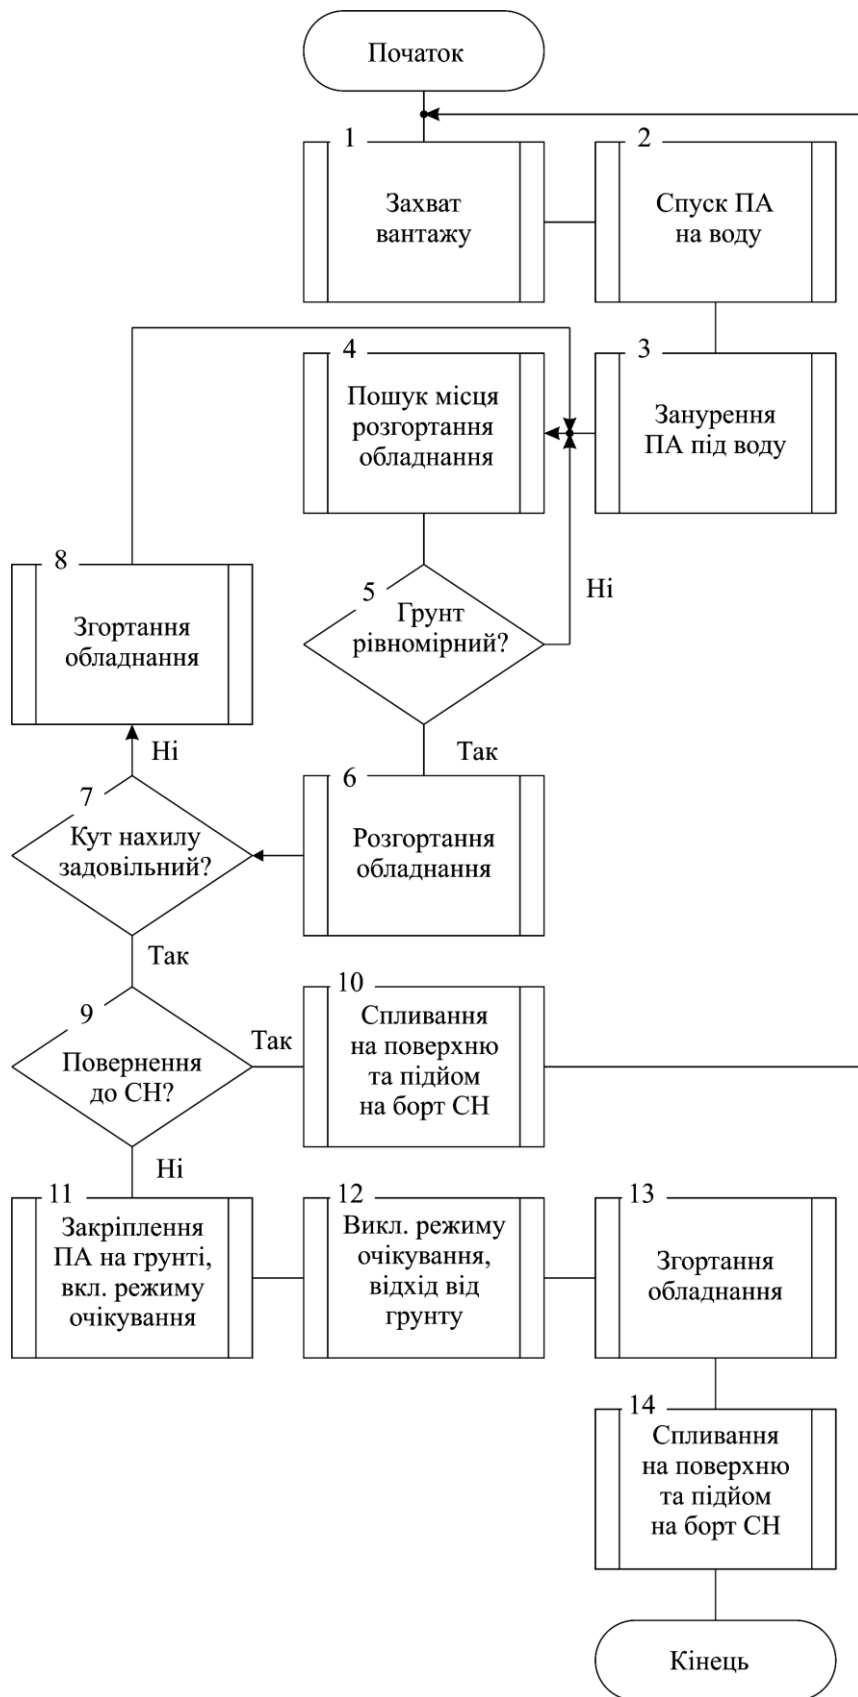 Початок
1
Захват
вантажу
2
Спуск ПА
на воду
4
Пошук місця
розгортання
обладнання
3
Занурення
ПА під воду
8
Згортання
обладнання
5
Грунт
рівномірний?
Ні
Так
Ні
7
Кут нахилу
задовільний?
6
Розгортання
обладнання
Так
9
Повернення
до СН?
Так
10
Спливання
на поверхню
та підйом
на борт СН
Ні
11
Закріплення
ПА на грунті,
вкл. режиму
очікування
12
Викл. режиму
очікування,
відхід від
грунту
13
Згортання
обладнання
14
Спливання
на поверхню
та підйом
на борт СН
Кінець